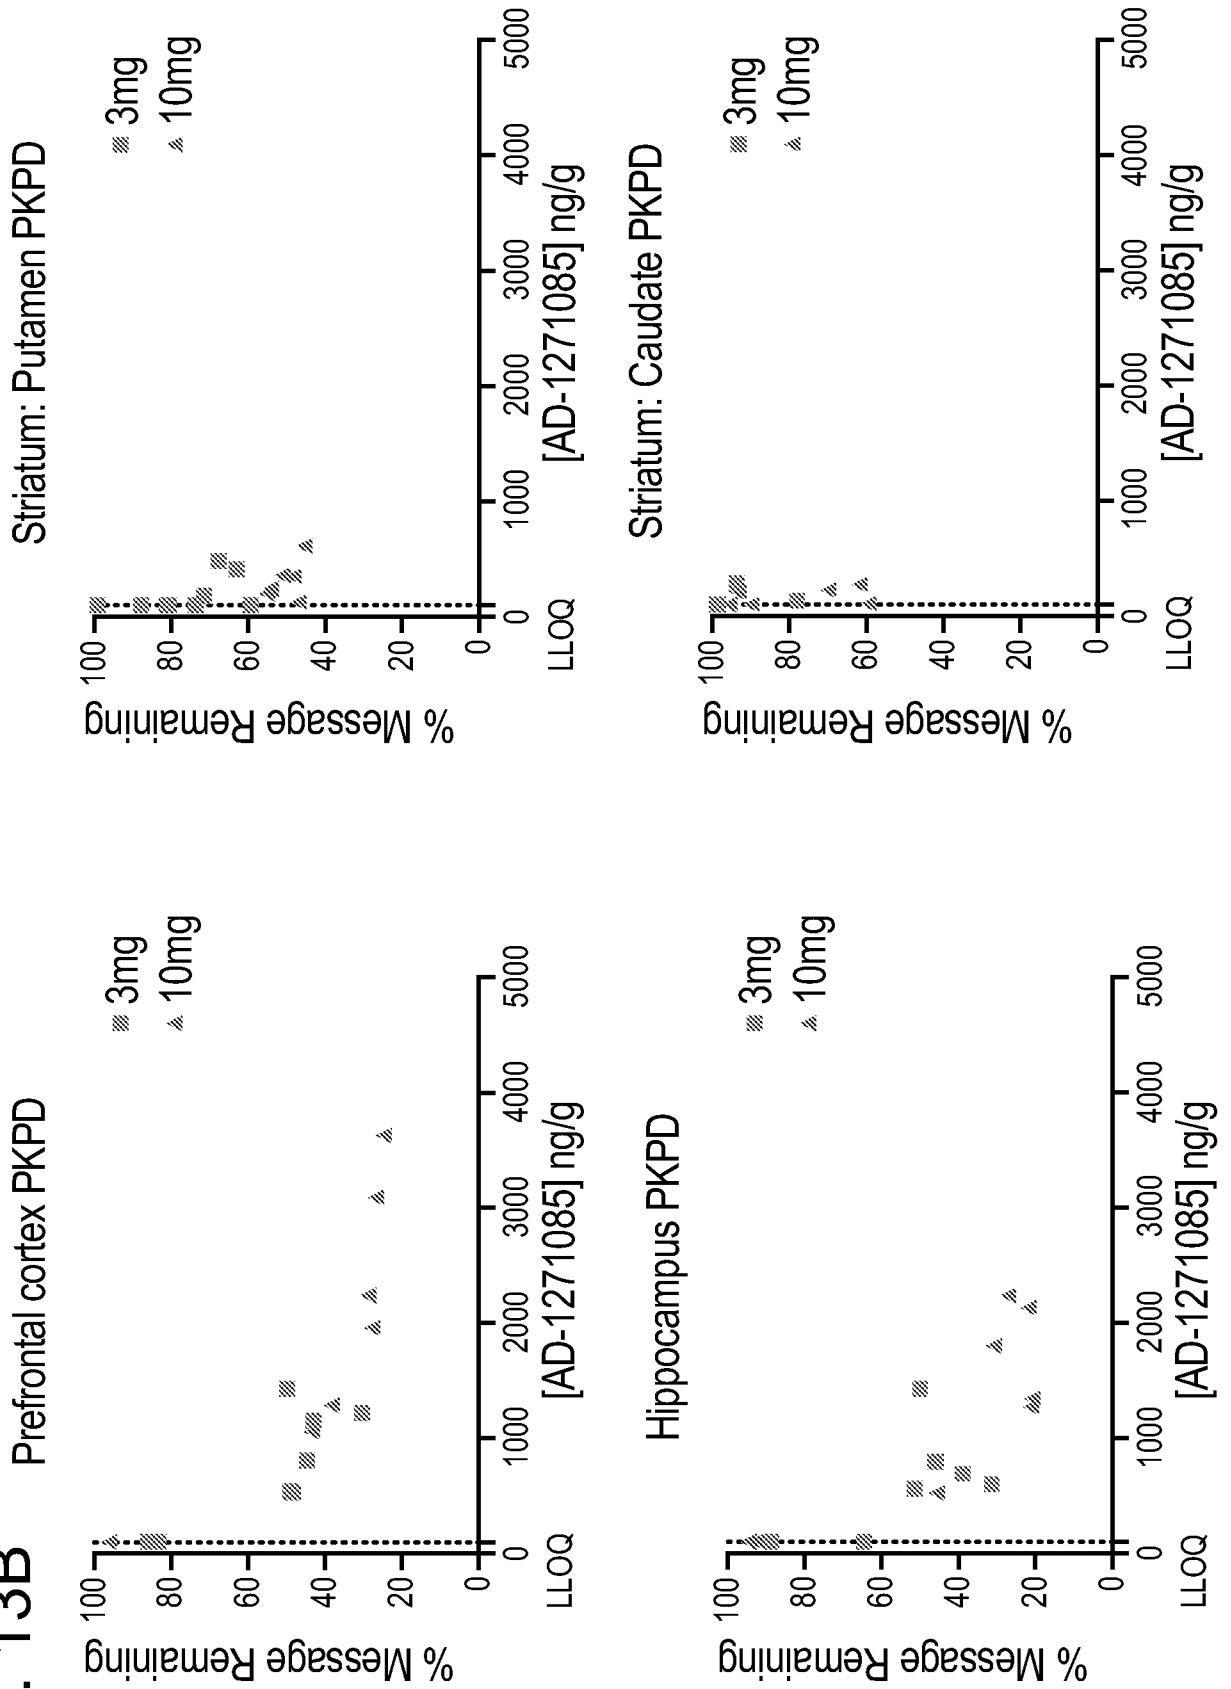 . 13B
Prefrontal cortex PKPD
% Message Remaining
100
80
60
40
20
0
3mg
10mg
0
1000
2000
3000
4000
5000
LLOQ
[AD-1271085] ng/g
Striatum: Putamen PKPD
% Message Remaining
100
80
60
40
20
0
3mg
10mg
0
1000
2000
3000
4000
5000
LLOQ
[AD-1271085] ng/g
Hippocampus PKPD
% Message Remaining
100
80
60
40
20
0
3mg
10mg
0
1000
2000
3000
4000
5000
LLOQ
[AD-1271085] ng/g
Striatum: Caudate PKPD
% Message Remaining
100
80
60
40
20
0
3mg
10mg
0
1000
2000
3000
4000
5000
LLOQ
[AD-1271085] ng/g